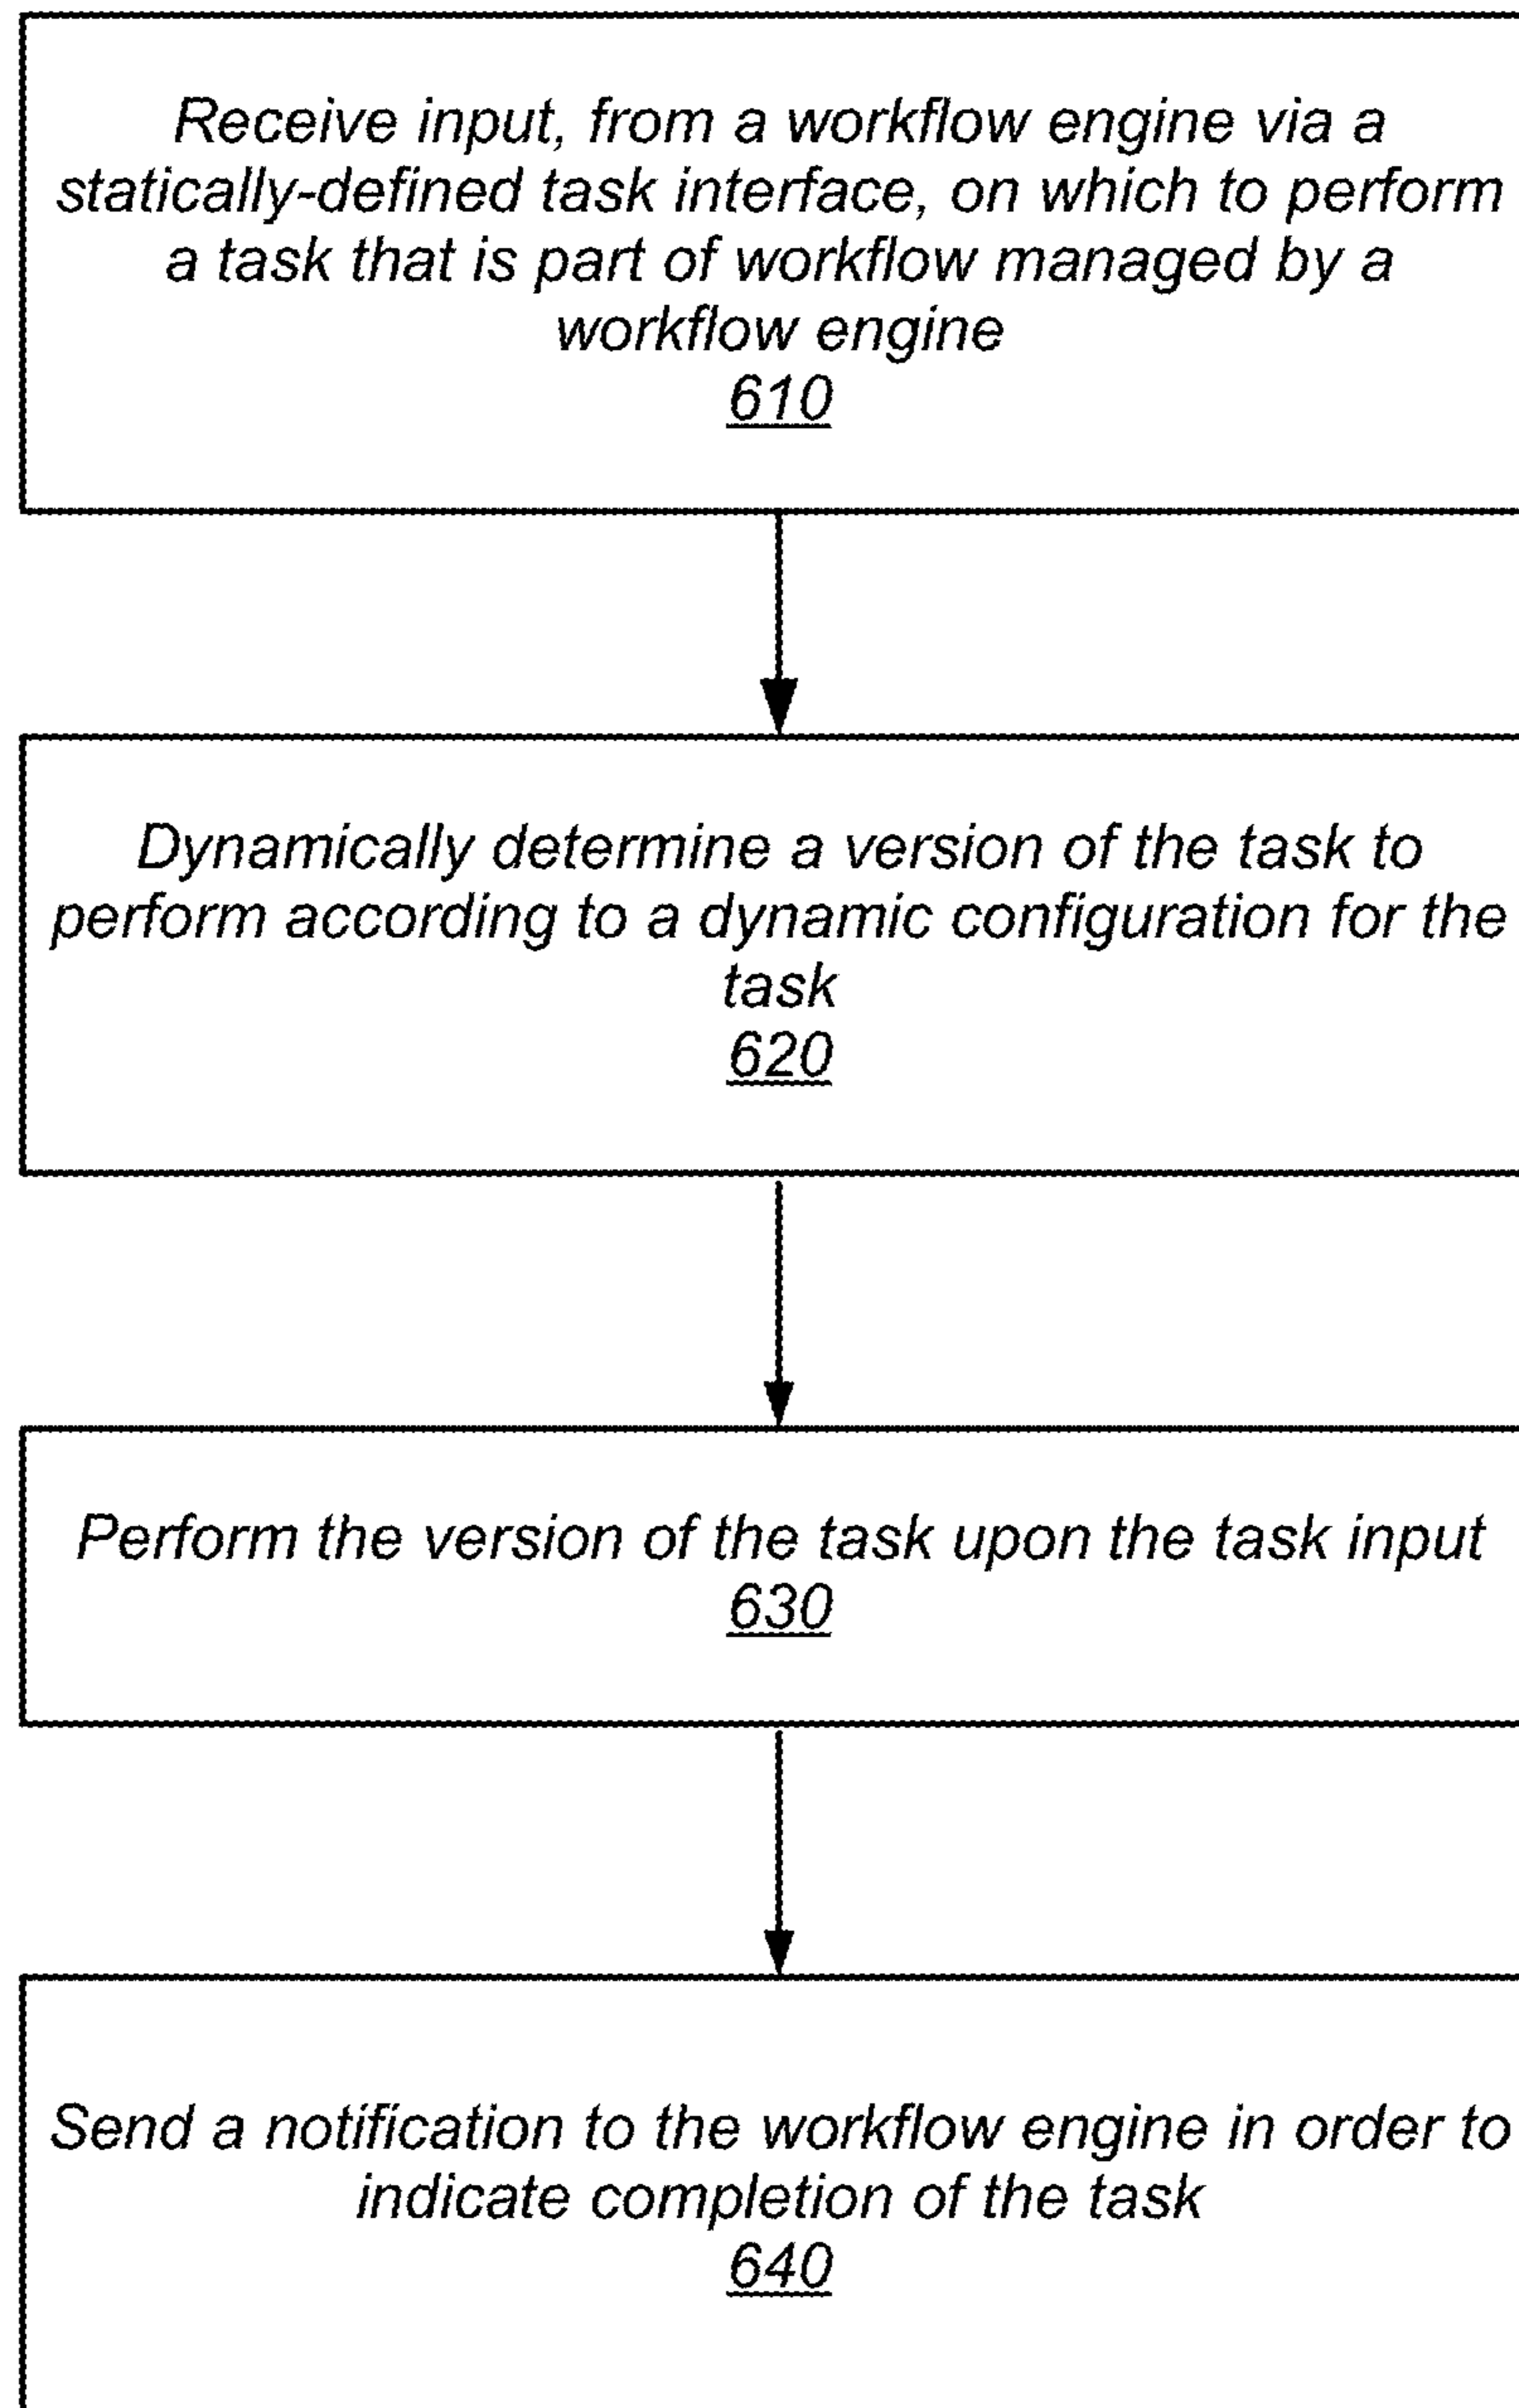 Receive input, from a workflow engine via a
statically-defined task interface, on which to perform
a task that is part of workflow managed by a
workflow engine
610
Dynamically determine a version of the task to
perform according to a dynamic configuration for the
task
620
Perform the version of the task upon the task input
630
Send a notification to the workflow engine in order to
indicate completion of the task
640